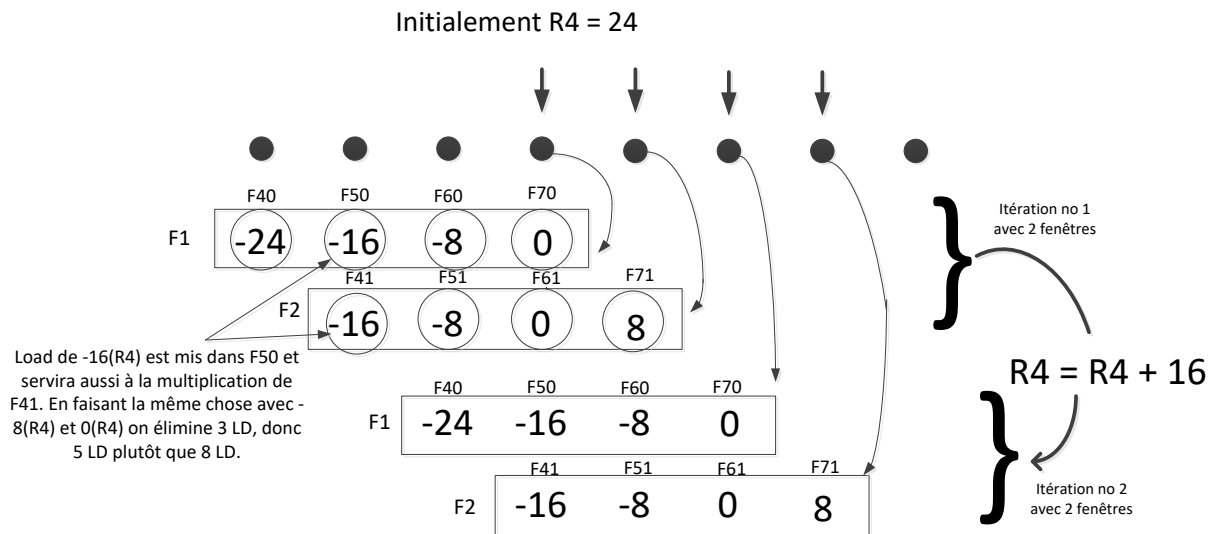 Initialement R4 = 24
F40 F50 F60 F70
F1 -24 -16 -8 0
F41 F51 F61 F71
F2 -16 -8 0 8
Itération no 1
avec 2 fenêtres
Load de -16(R4) est mis dans F50 et
servira aussi à la multiplication de
F41. En faisant la même chose avec -
8(R4) et 0(R4) on élimine 3 LD, donc
5 LD plutôt que 8 LD.
R4 = R4 + 16
F40 F50 F60 F70
F1 -24 -16 -8 0
F41 F51 F61 F71
F2 -16 -8 0 8
Itération no 2
avec 2 fenêtres